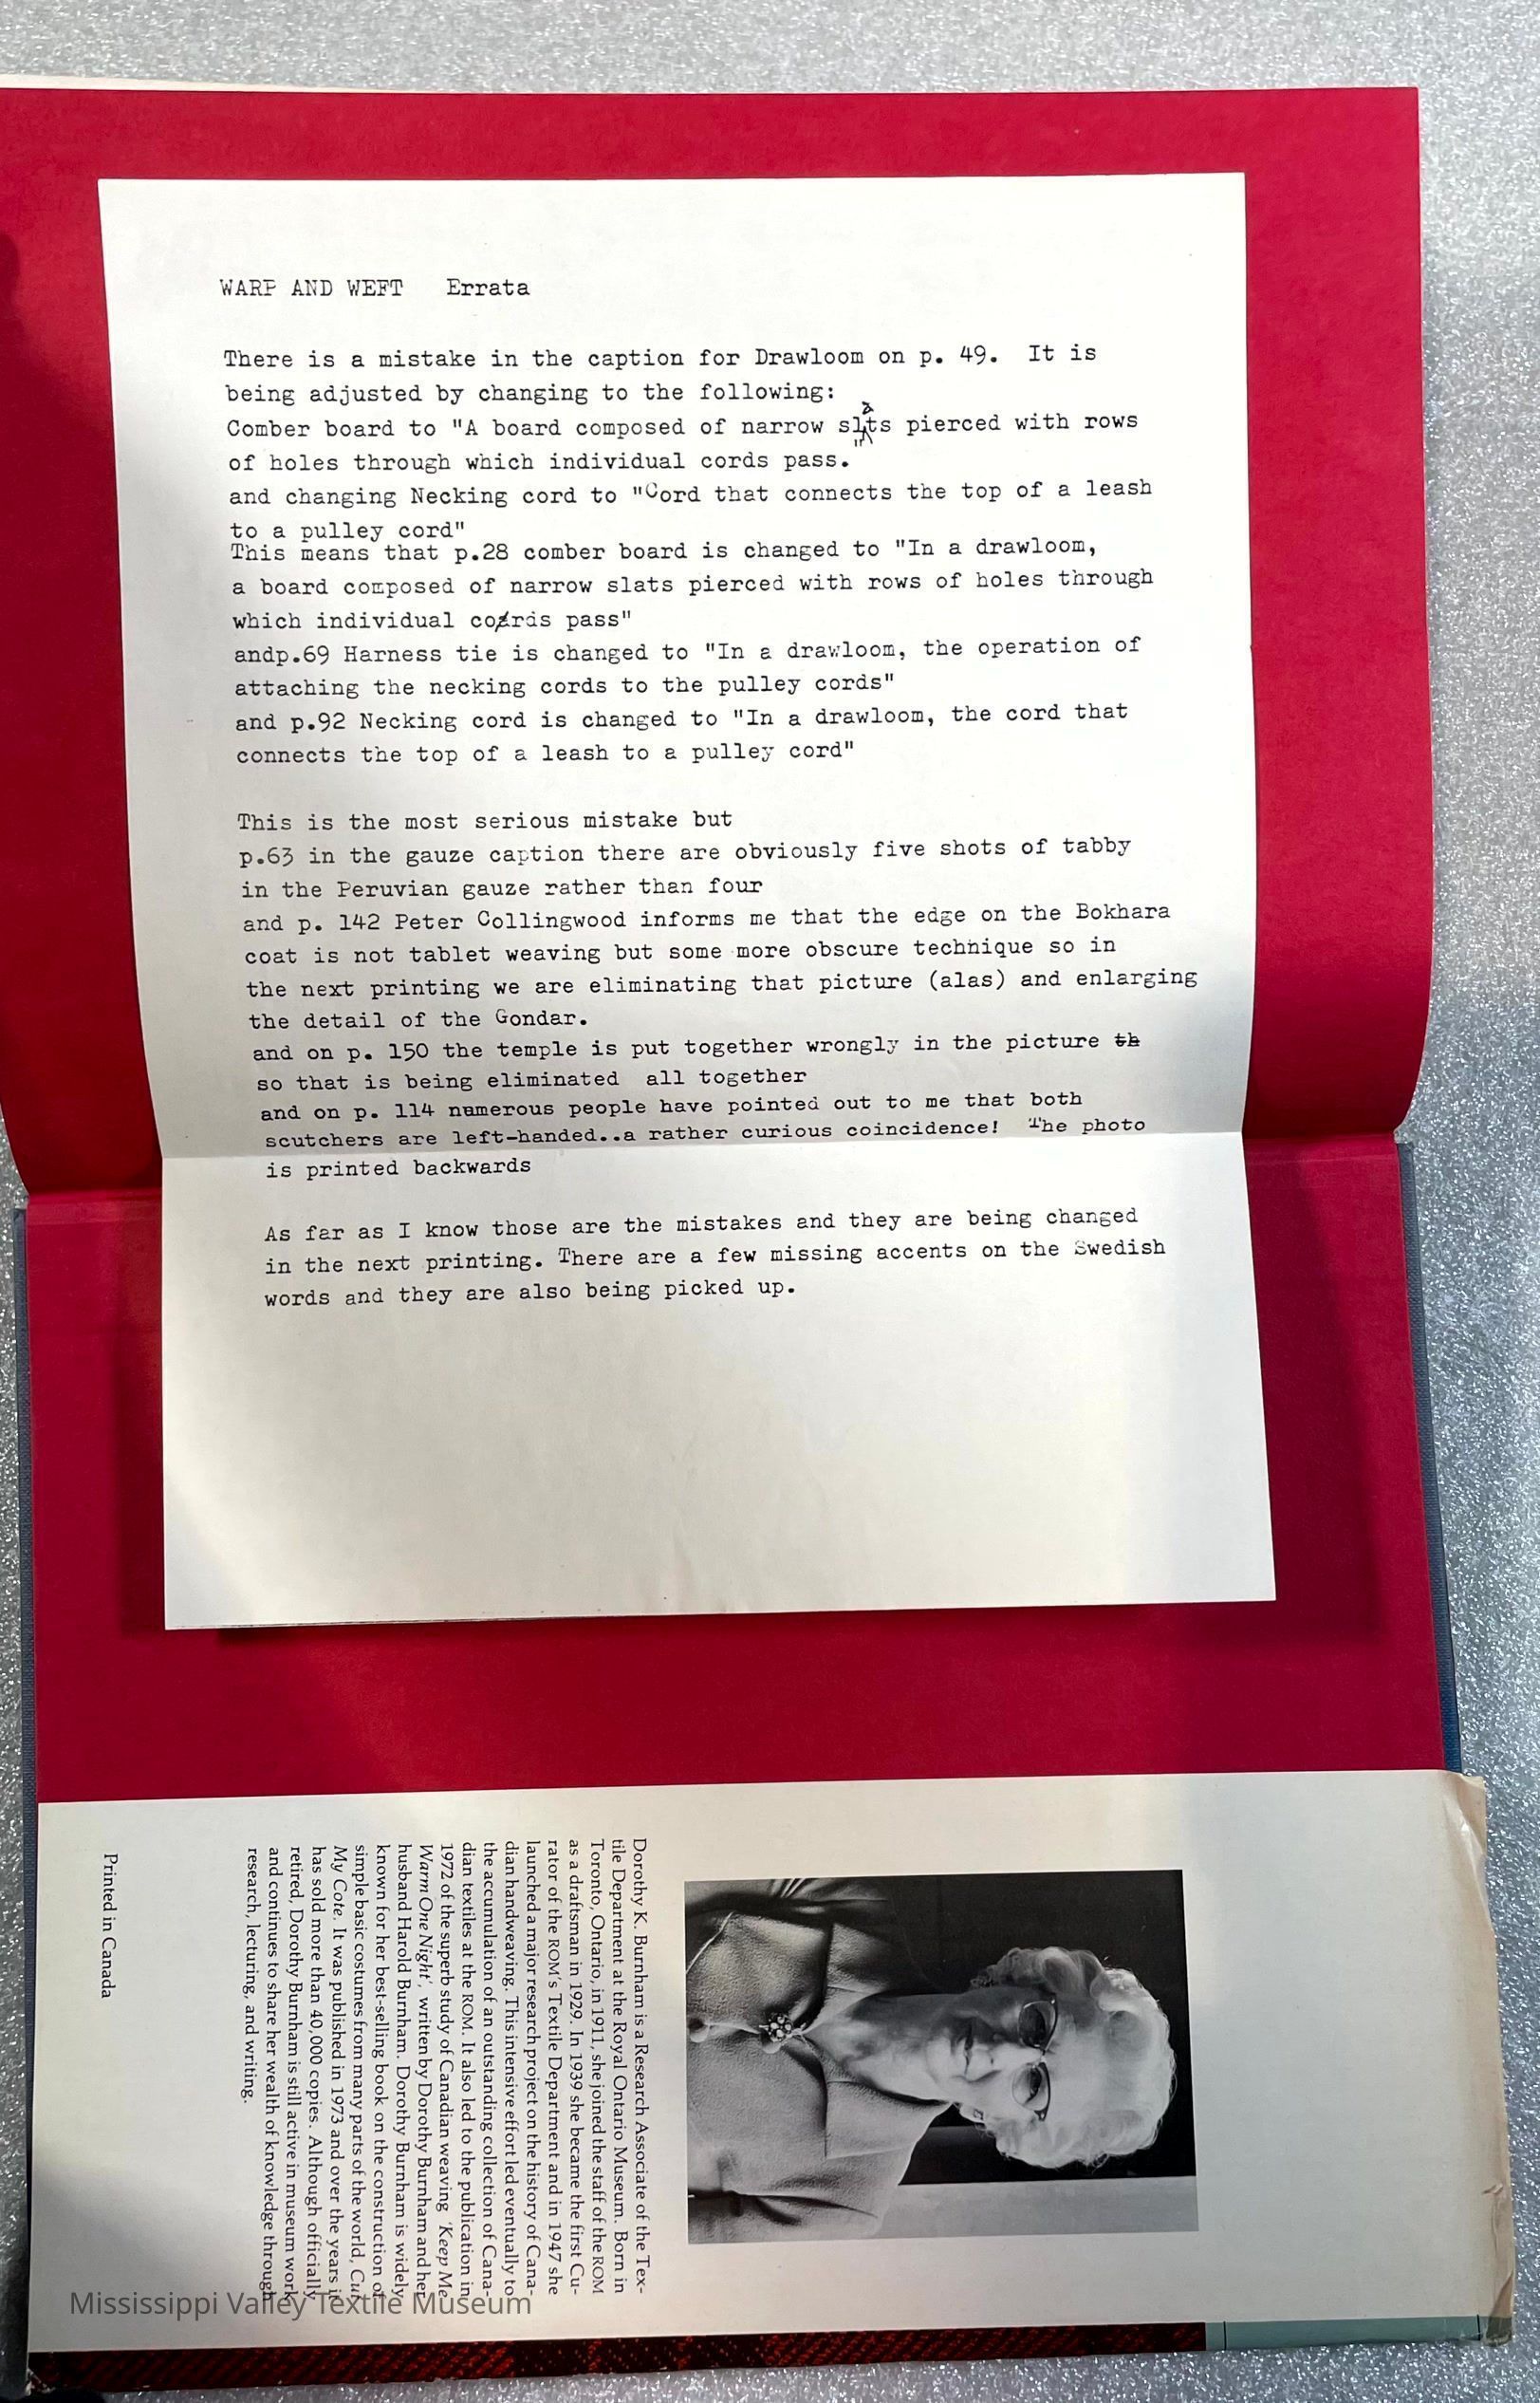 WARP AND WEFT Errata
There is a mistake in the caption for Drawloom on p. 49. It is
being adjusted by changing to the following:
Comber board to "A board composed of narrow slats pierced with rows
of holes through which individual cords pass."
and changing Necking cord to "Cord that connects the top of a leash
to a pulley cord"
This means that p.28 comber board is changed to "In a drawloom,
a board composed of narrow slats pierced with rows of holes through
which individual cords pass"
andp.69 Harness tie is changed to "In a drawloom, the operation of
attaching the necking cords to the pulley cords"
and p.92 Necking cord is changed to "In a drawloom, the cord that
connects the top of a leash to a pulley cord"
This is the most serious mistake but
p.63 in the gauze caption there are obviously five shots of tabby
in the Peruvian gauze rather than four
and p. 142 Peter Collingwood informs me that the edge on the Bokhara
coat is not tablet weaving but some more obscure technique so in
the next printing we are eliminating that picture (alas) and enlarging
the detail of the Gondar.
and on p. 150 the temple is put together wrongly in the picture th
so that is being eliminated all together
and on p. 114 numerous people have pointed out to me that both
scutchers are left-handed..a rather curious coincidence! The photo
is printed backwards
As far as I know those are the mistakes and they are being changed
in the next printing. There are a few missing accents on the Swedish
words and they are also being picked up.
Dorothy K. Burnham is a Research Associate of the Tex-
tile Department at the Royal Ontario Museum. Born in
Toronto, Ontario, in 1911, she joined the staff of the ROM
as a draftsman in 1929. In 1939 she became the first Cu-
rator of the ROM's Textile Department and in 1947 she
launched a major research project on the history of Cana-
dian handweaving. This intensive effort led eventually to
the accumulation of an outstanding collection of Cana-
dian textiles at the ROM. It also led to the publication in
1972 of the superb study of Canadian weaving 'Keep Me
Warm One Night', written by Dorothy Burnham and her
husband Harold Burnham. Dorothy Burnham is widely
known for her best-selling book on the construction of
simple basic costumes from many parts of the world, Cut
My Cote. It was published in 1973 and over the years it
has sold more than 40,000 copies. Although officially
retired, Dorothy Burnham is still active in museum work
and continues to share her wealth of knowledge through
research, lecturing, and writing.
Printed in Canada
Mississippi Valley Textile Museum